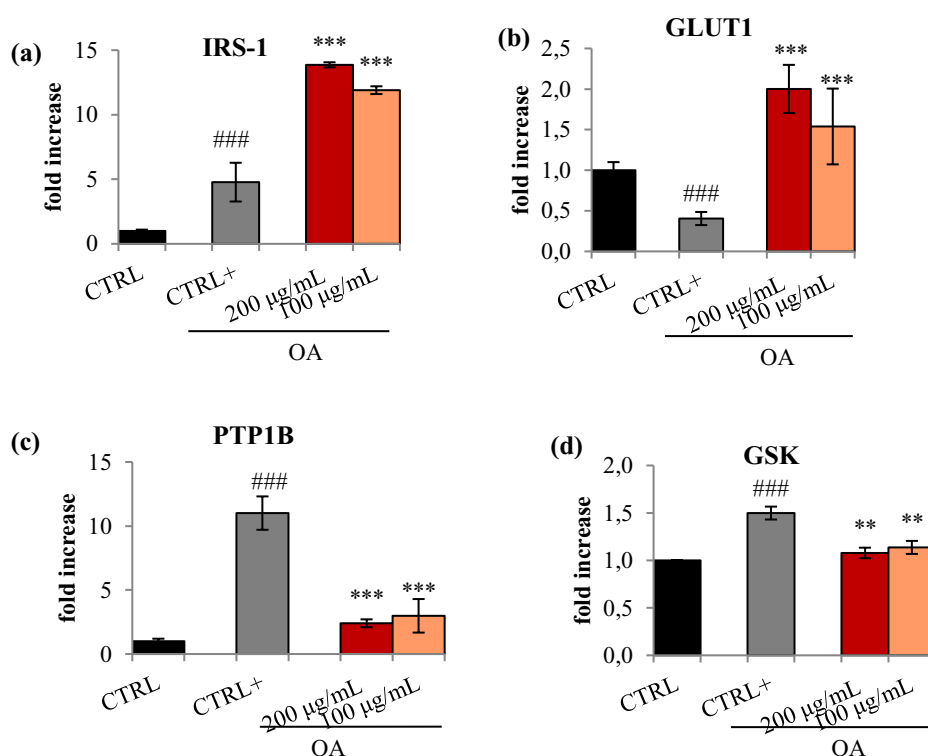 (a)
IRS-1
fold increase
15
10
5
0
###
***
***
CTRL
CTRL+
200 μg/mL
100 μg/mL
OA
(b)
GLUT1
fold increase
2,5
2,0
1,5
1,0
0,5
0,0
###
***
***
CTRL
CTRL+
200 μg/mL
100 μg/mL
OA
(c)
PTP1B
fold increase
15
10
5
0
###
***
***
CTRL
CTRL+
200 μg/mL
100 μg/mL
OA
(d)
GSK
fold increase
2,0
1,5
1,0
0,5
0,0
###
**
**
CTRL
CTRL+
200 μg/mL
100 μg/mL
OA